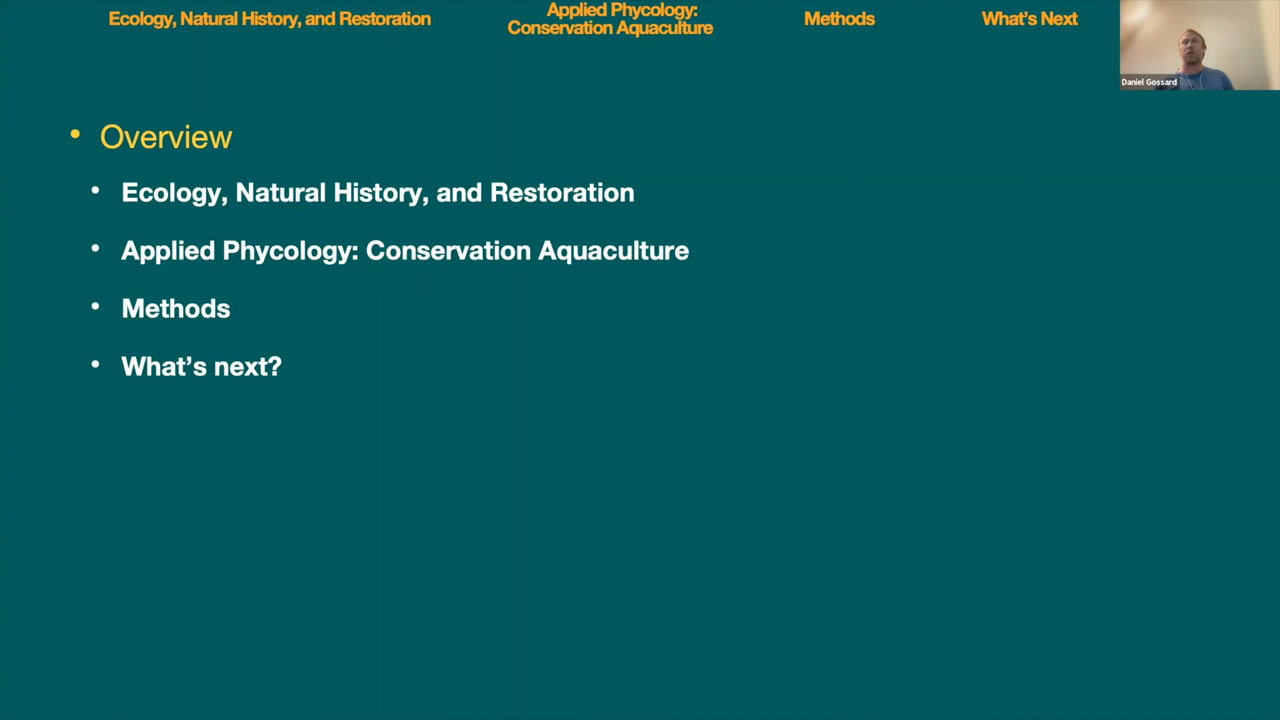 Ecology, Natural History, and Restoration
Applied Phycology:
Conservation Aquaculture
Methods
What's Next
Daniel Gossard
• Overview
• Ecology, Natural History, and Restoration
• Applied Phycology: Conservation Aquaculture
• Methods
• What's next?